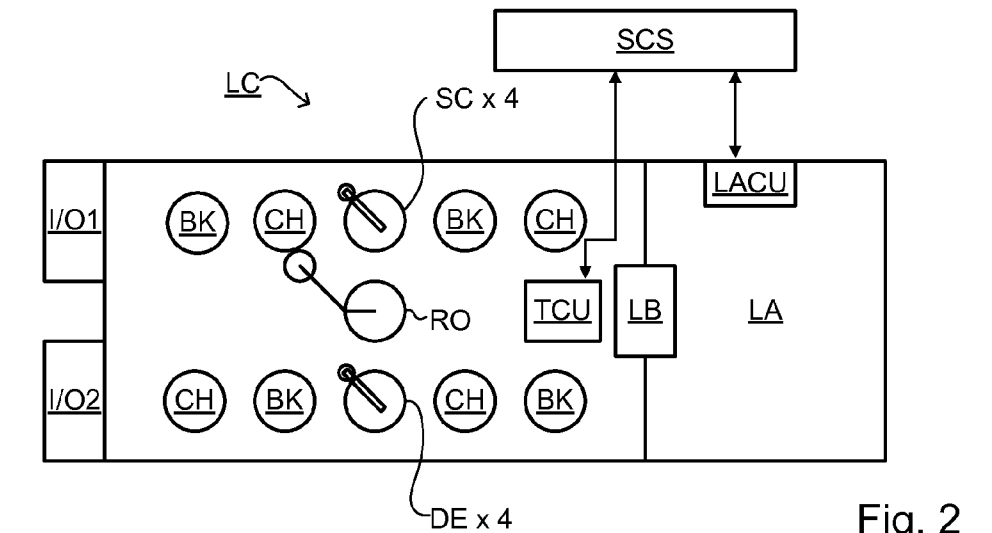 SCS
LC
SC x 4
I/O1
BK
CH
BK
CH
LACU
RO
TCU
LB
LA
I/O2
CH
BK
CH
BK
DE x 4
Fig. 2